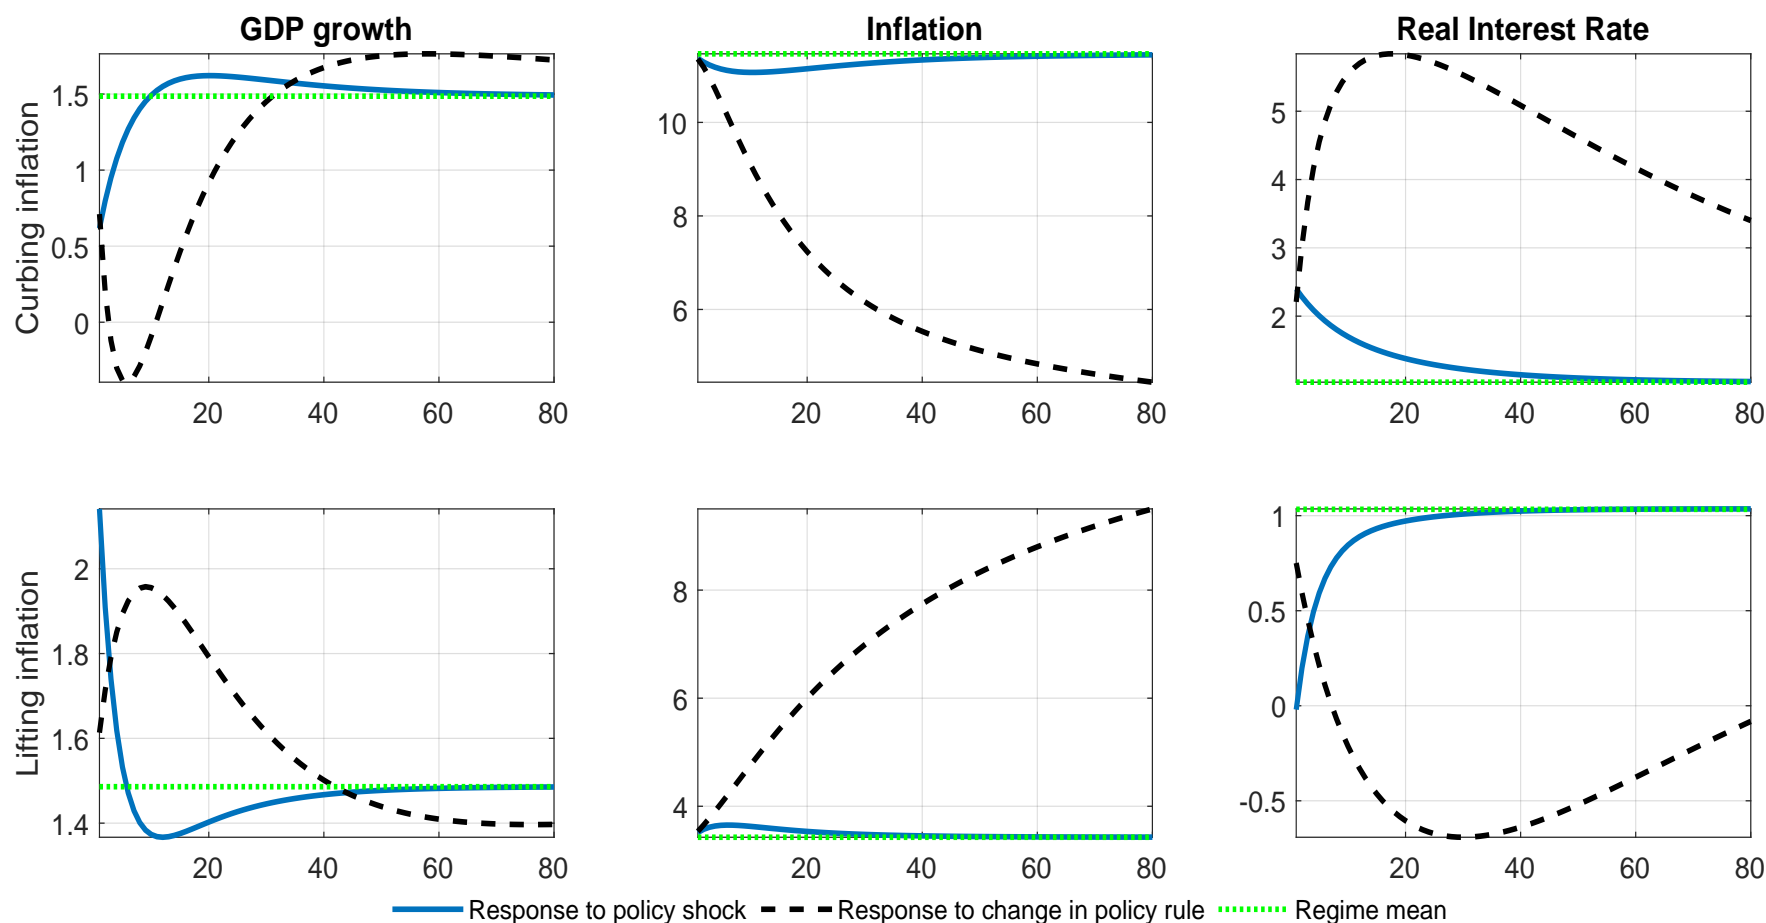 GDP growth Inflation Real Interest Rate
Curbing inflation
1.5
1
0.5
0
20 40 60 80
10
8
6
20 40 60 80
5
4
3
2
20 40 60 80
Lifting inflation
2
1.8
1.6
1.4
20 40 60 80
8
6
4
20 40 60 80
1
0.5
0
-0.5
20 40 60 80
Response to policy shock Response to change in policy rule Regime mean